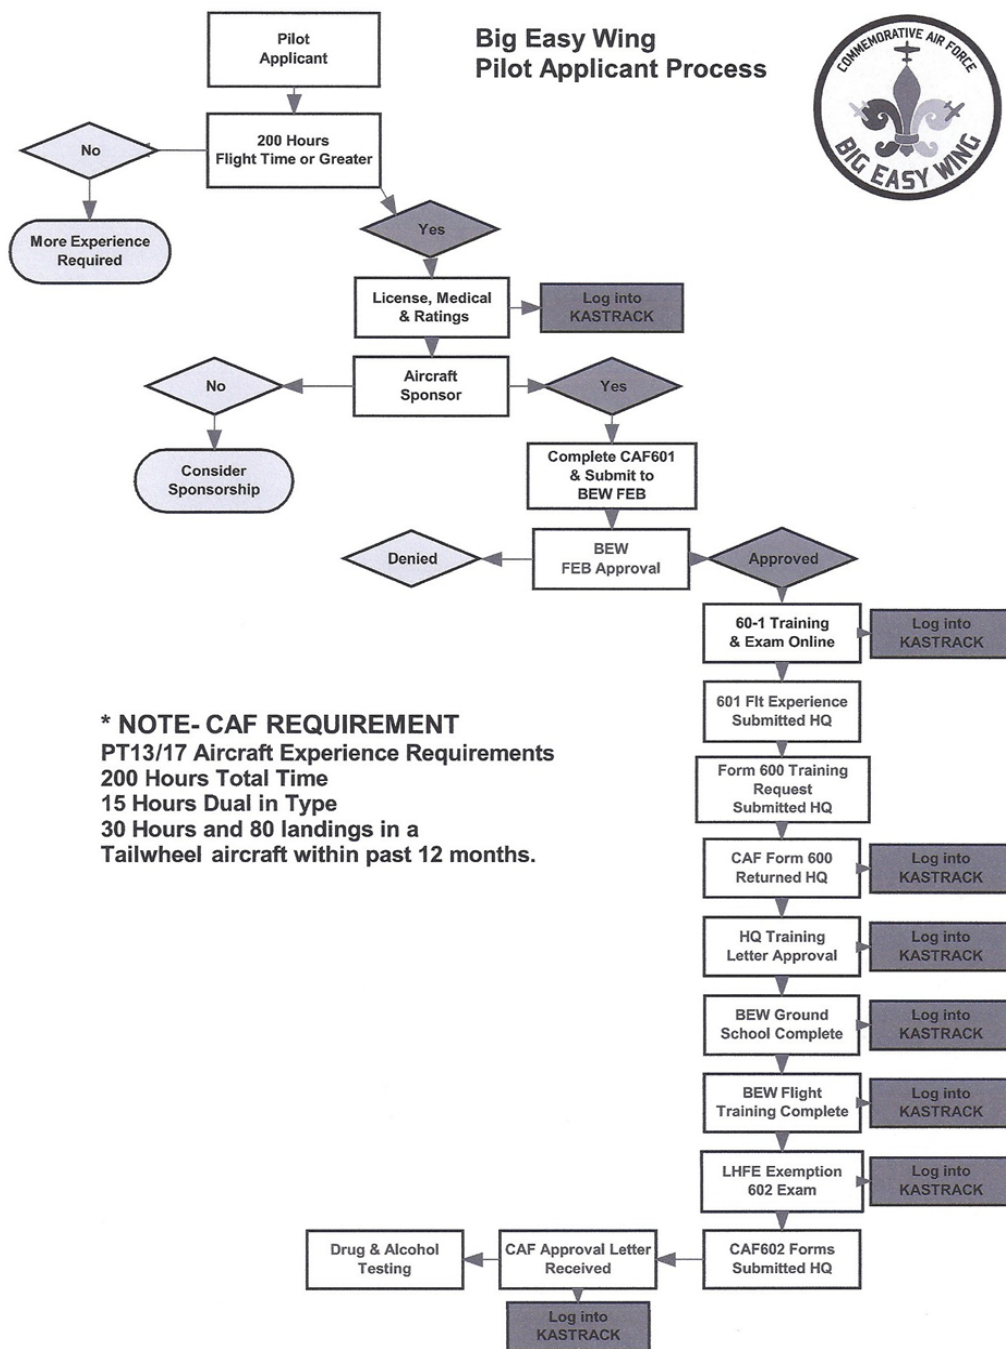 Pilot
Applicant
Big Easy Wing
Pilot Applicant Process
COMMEMORATIVE AIR FORCE
BIG EASY WING
No
200 Hours
Flight Time or Greater
Yes
More Experience
Required
License, Medical
& Ratings
Log into
KASTRACK
No
Aircraft
Sponsor
Yes
Consider
Sponsorship
Complete CAF601
& Submit to
BEW FEB
Denied
BEW
FEB Approval
Approved
60-1 Training
& Exam Online
Log into
KASTRACK
601 Flt Experience
Submitted HQ
* NOTE- CAF REQUIREMENT
PT13/17 Aircraft Experience Requirements
200 Hours Total Time
15 Hours Dual in Type
30 Hours and 80 landings in a
Tailwheel aircraft within past 12 months.
Form 600 Training
Request
Submitted HQ
CAF Form 600
Returned HQ
Log into
KASTRACK
HQ Training
Letter Approval
Log into
KASTRACK
BEW Ground
School Complete
Log into
KASTRACK
BEW Flight
Training Complete
Log into
KASTRACK
LHFE Exemption
602 Exam
Log into
KASTRACK
Drug & Alcohol
Testing
CAF Approval Letter
Received
CAF602 Forms
Submitted HQ
Log into
KASTRACK